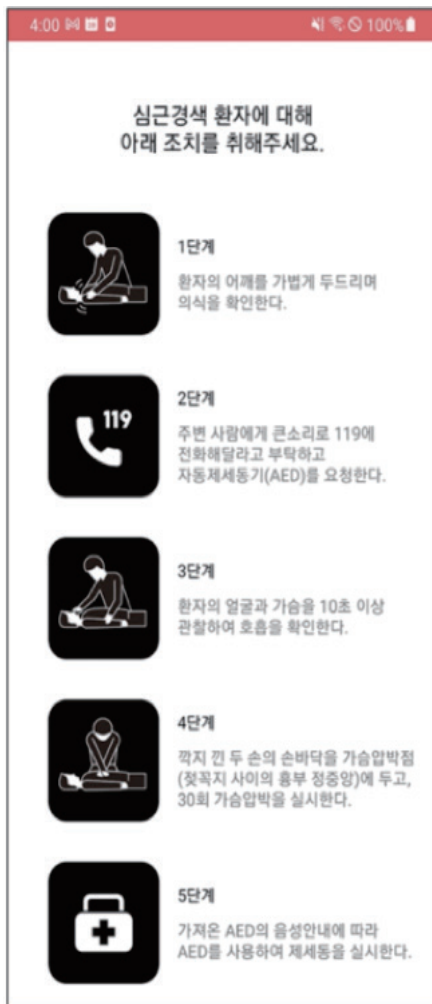 4:00 100%
심근경색 환자에 대해
아래 조치를 취해주세요.
1단계
환자의 어깨를 가볍게 두드리며
의식을 확인한다.
119
2단계
주변 사람에게 큰소리로 119에
전화해달라고 부탁하고
자동제세동기(AED)를 요청한다.
3단계
환자의 얼굴과 가슴을 10초 이상
관찰하여 호흡을 확인한다.
4단계
깍지 낀 두 손의 손바닥을 가슴압박점
(젖꼭지 사이의 흉부 정중앙)에 두고,
30회 가슴압박을 실시한다.
5단계
가져온 AED의 음성안내에 따라
AED를 사용하여 제세동을 실시한다.